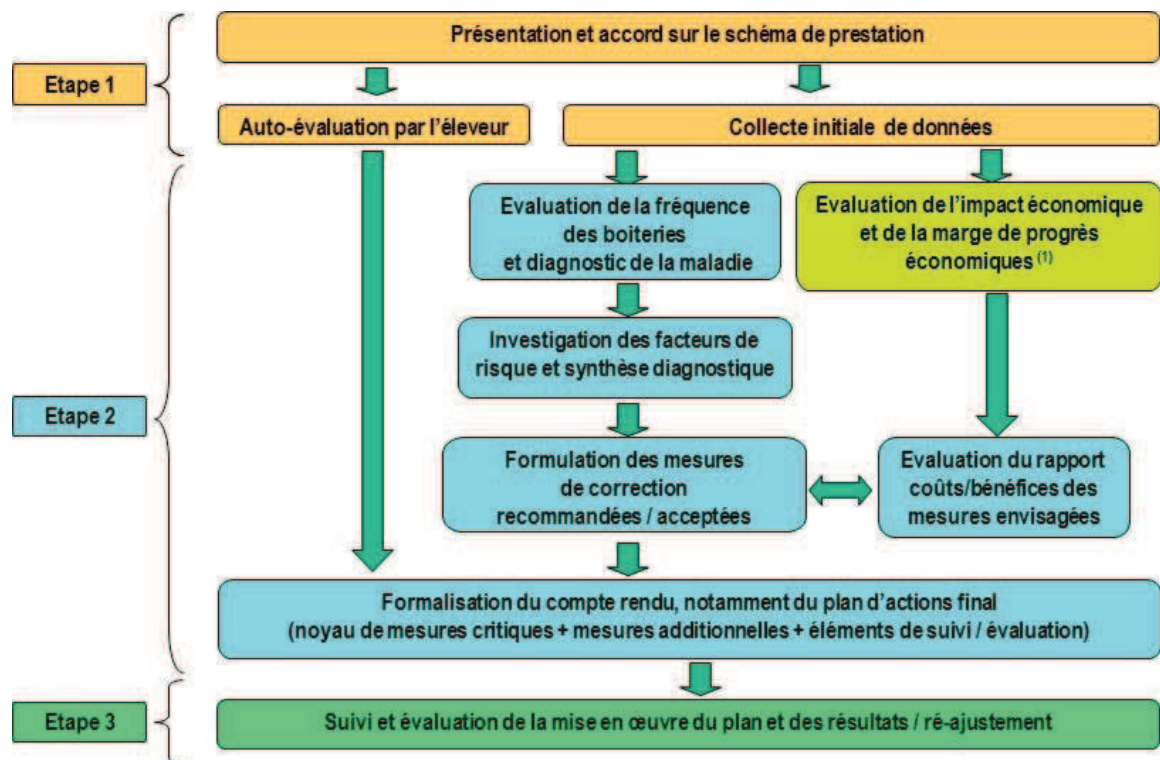 Présentation et accord sur le schéma de prestation
Etape 1
Auto-évaluation par l'éleveur
Collecte initiale de données
Evaluation de la fréquence
des boiteries
et diagnostic de la maladie
Evaluation de l'impact économique
et de la marge de progrès
économiques (1)
Investigation des facteurs de
risque et synthèse diagnostique
Etape 2
Formulation des mesures
de correction
recommandées / acceptées
Evaluation du rapport
coûts/bénéfices des
mesures envisagées
Formalisation du compte rendu, notamment du plan d'actions final
(noyau de mesures critiques + mesures additionnelles + éléments de suivi / évaluation)
Etape 3
Suivi et évaluation de la mise en œuvre du plan et des résultats / ré-ajustement